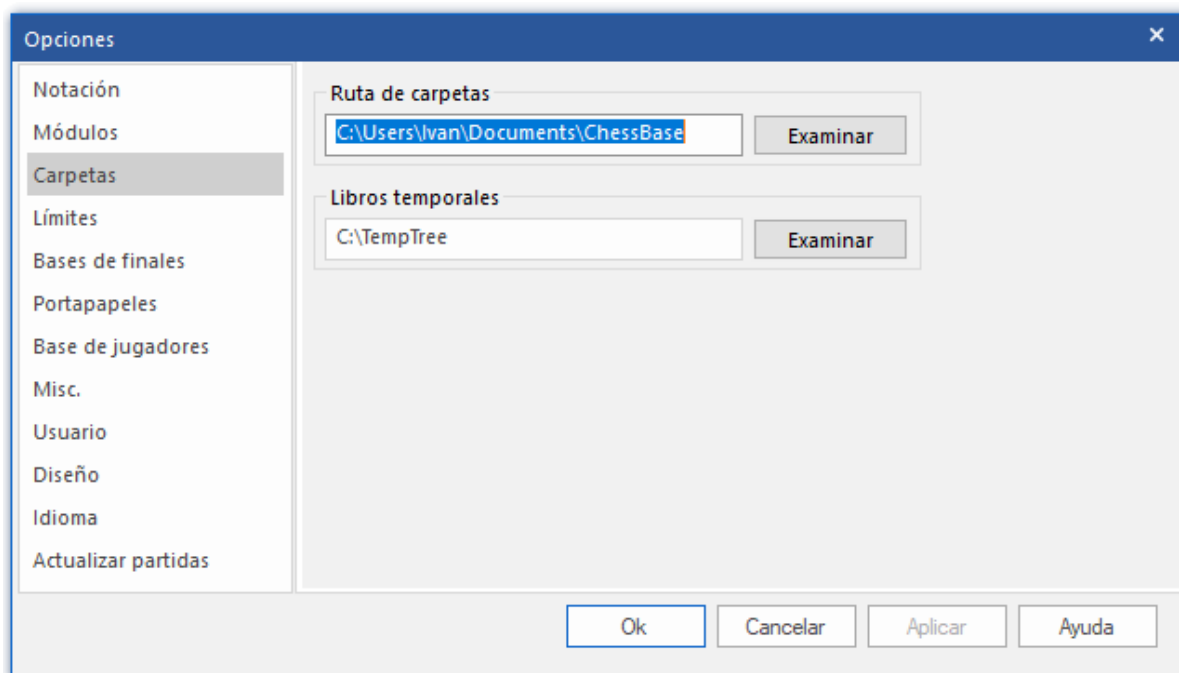 Opciones
Notación
Módulos
Carpetas
Límites
Bases de finales
Portapapeles
Base de jugadores
Misc.
Usuario
Diseño
Idioma
Actualizar partidas
Ruta de carpetas
C:\Users\Ivan\Documents\ChessBase
Examinar
Libros temporales
C:\TempTree
Examinar
Ok
Cancelar
Aplicar
Ayuda